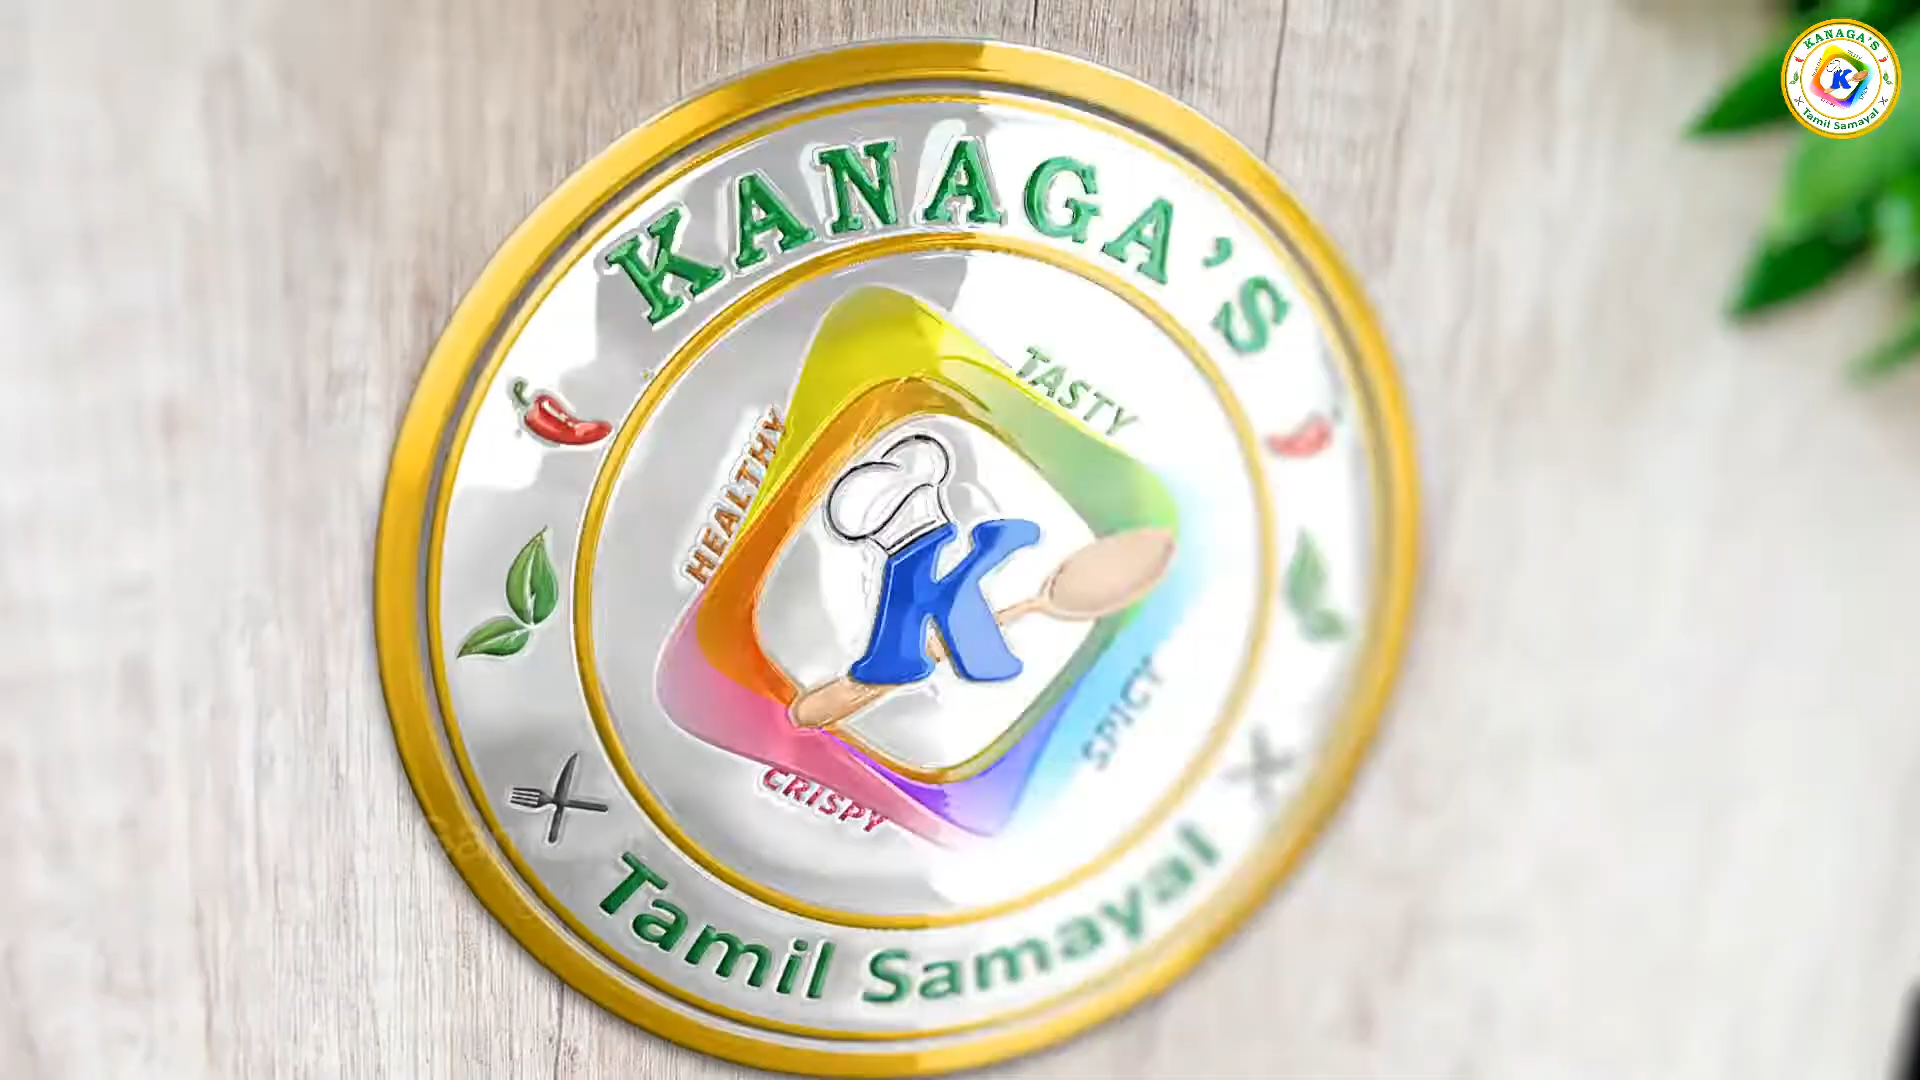 KANAGA'S
TASTY
HEALTHY
K
SPICY
CRISPY
Tamil Samayal
KANAGA'S
K
Tamil Samayal